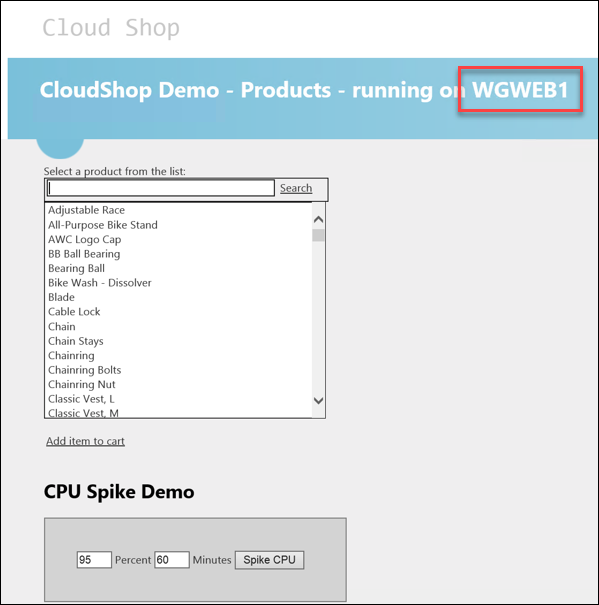 Cloud Shop
CloudShop Demo - Products - running on WGWEB1
Select a product from the list:
Search
Adjustable Race
All-Purpose Bike Stand
AWC Logo Cap
BB Ball Bearing
Bearing Ball
Bike Wash - Dissolver
Blade
Cable Lock
Chain
Chain Stays
Chainring
Chainring Bolts
Chainring Nut
Classic Vest, L
Classic Vest, M
Add item to cart
CPU Spike Demo
95 Percent 60 Minutes Spike CPU